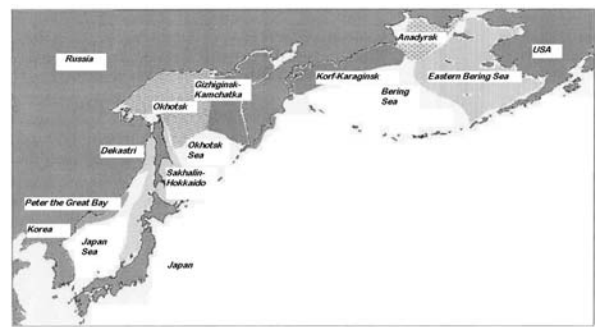 Anadyrsk
USA
Russia
Gizhiginsk-
Kamchatka
Korf-Karaginsk
Eastern Bering Sea
Bering
Sea
Okhotsk
Okhotsk
Sea
Dekastri
Sakhalin-
Hokkaido
Peter the Great Bay
Korea
Japan
Sea
Japan